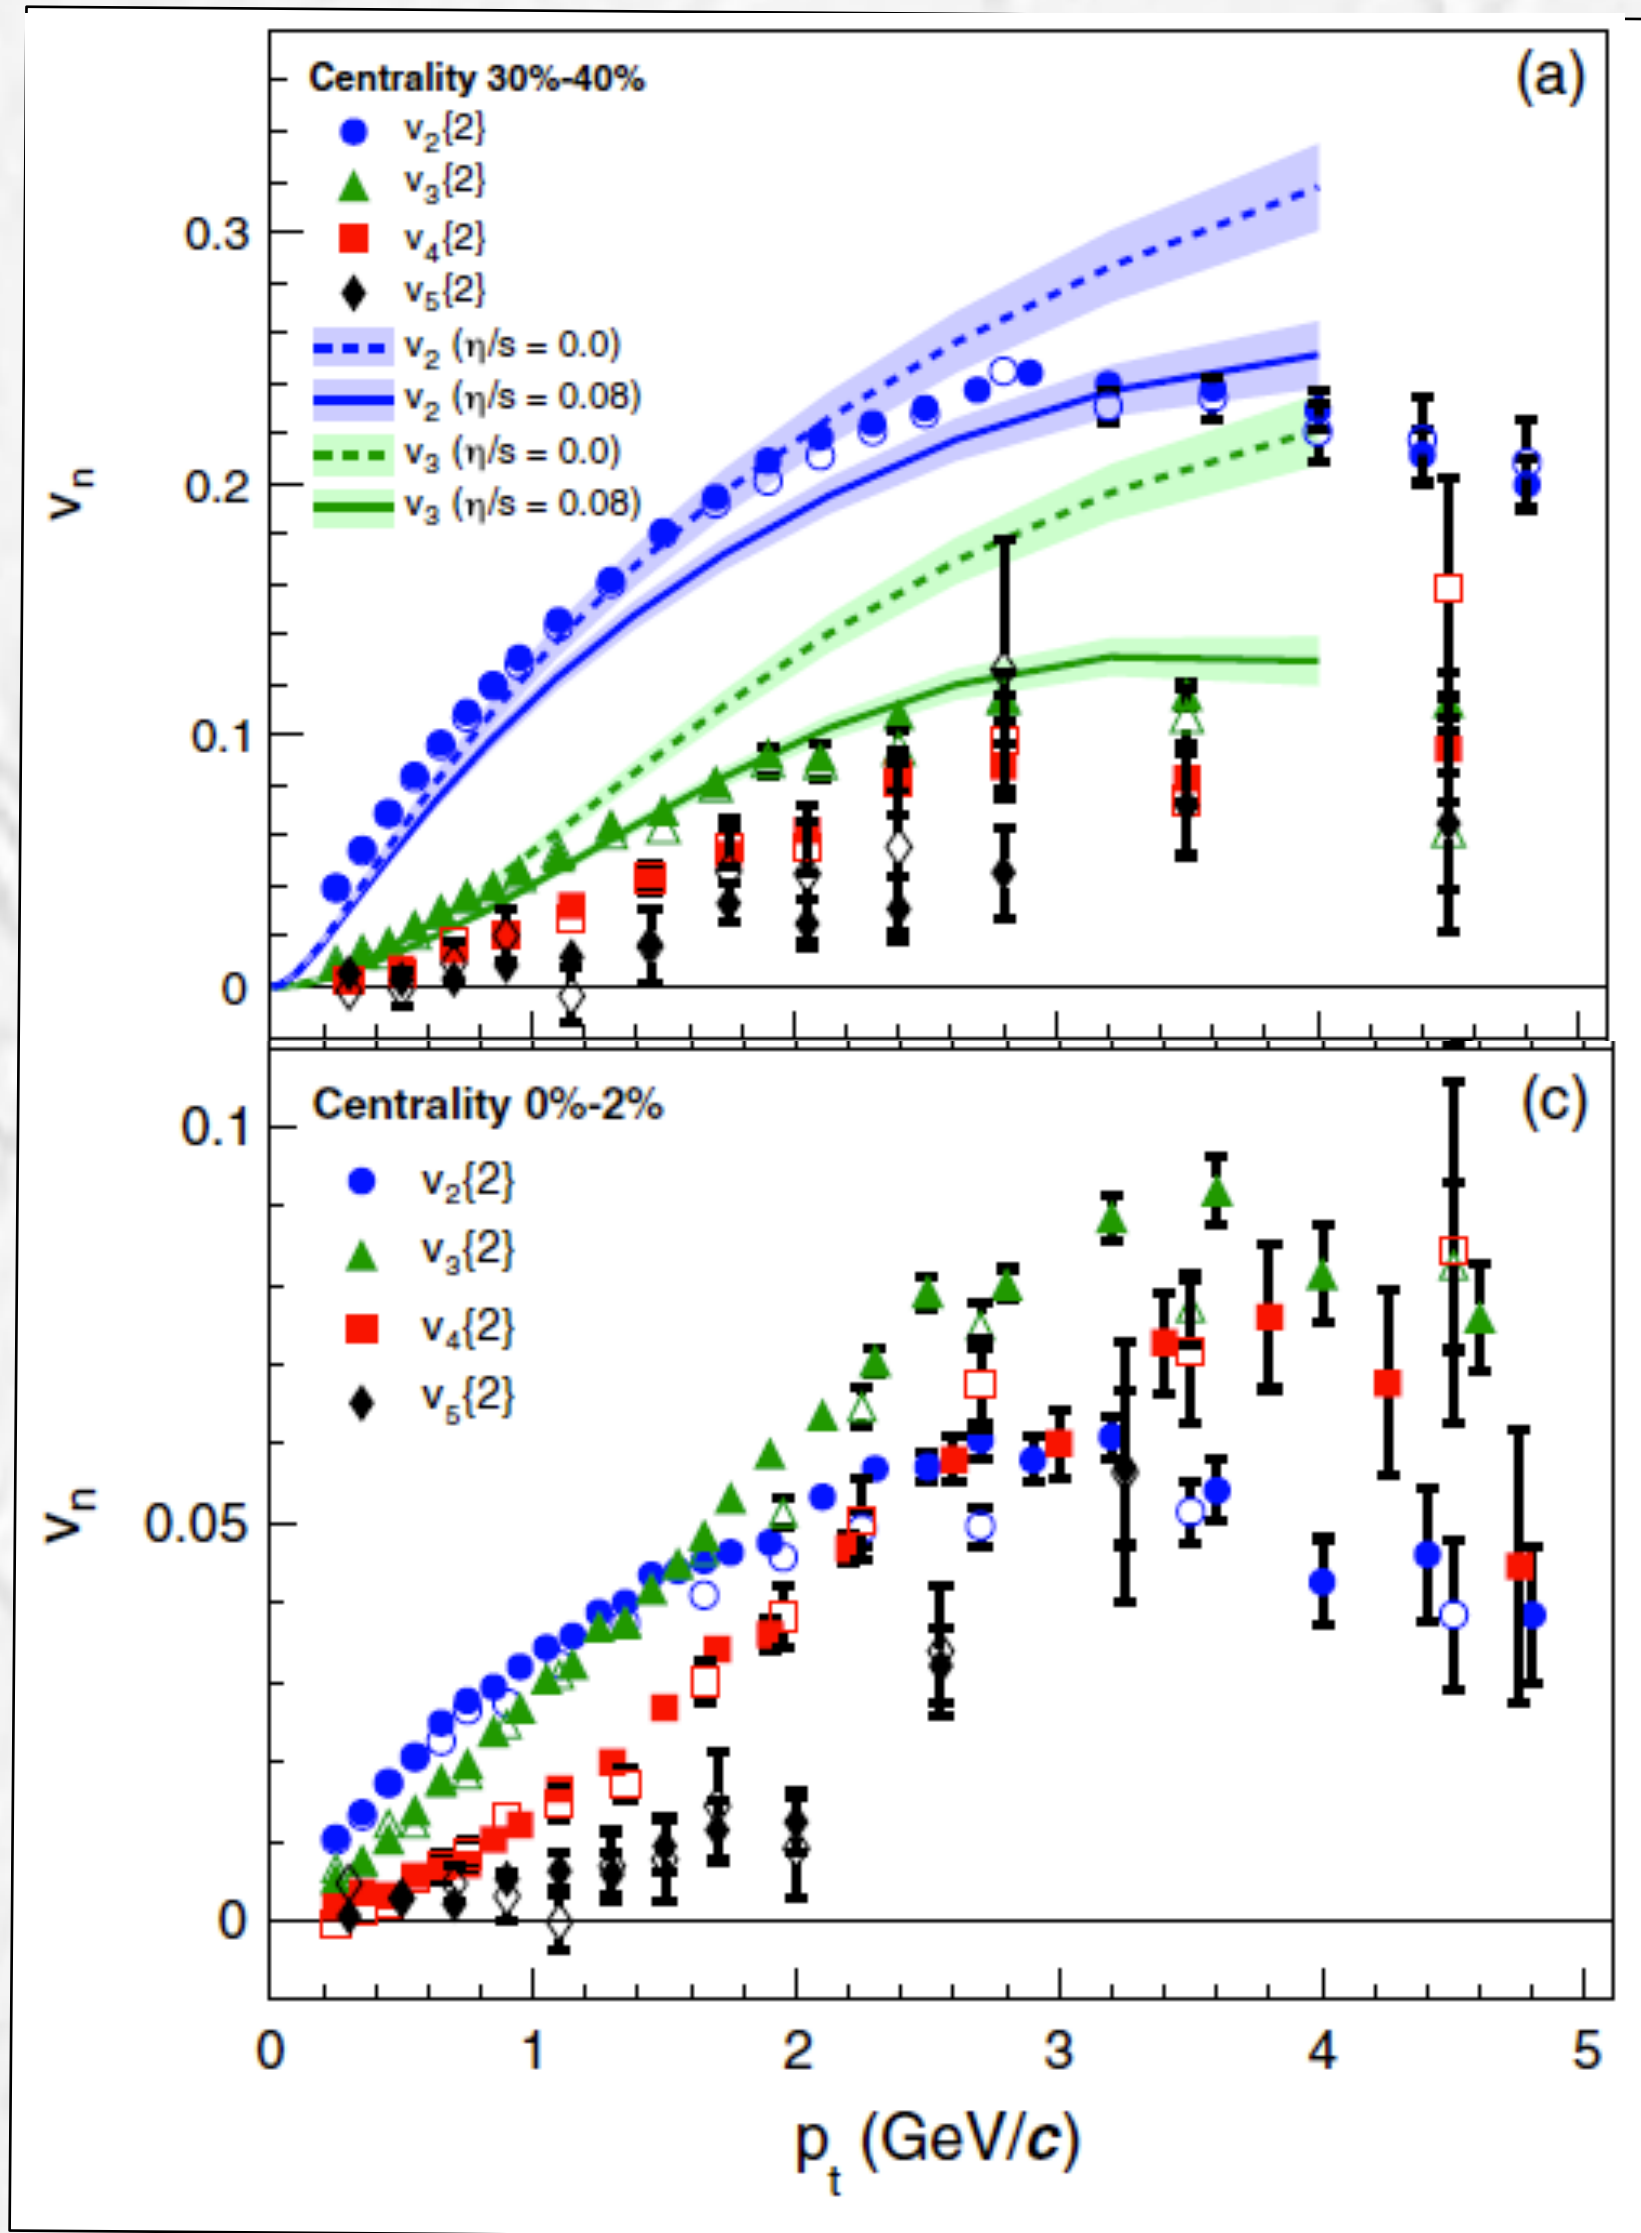 Centrality 30%-40%
(a)
v₂{2}
v₃{2}
v₄{2}
v₅{2}
v₂ (η/s = 0.0)
v₂ (η/s = 0.08)
v₃ (η/s = 0.0)
v₃ (η/s = 0.08)
vₙ
0.3
0.2
0.1
0
Centrality 0%-2%
(c)
v₂{2}
v₃{2}
v₄{2}
v₅{2}
vₙ
0.1
0.05
0
0 1 2 3 4 5
pₜ (GeV/c)